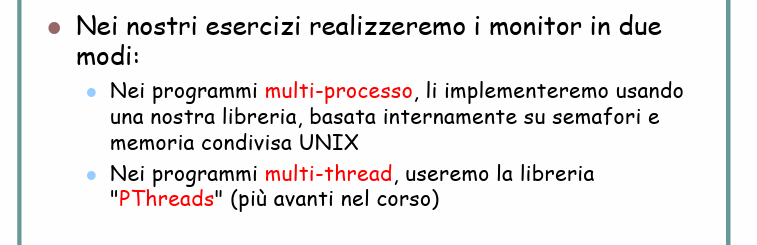 Nei nostri esercizi realizzeremo i monitor in due
modi:
Nei programmi multi-processo, li implementeremo usando
una nostra libreria, basata internamente su semafori e
memoria condivisa UNIX
Nei programmi multi-thread, useremo la libreria
"PThreads" (più avanti nel corso)